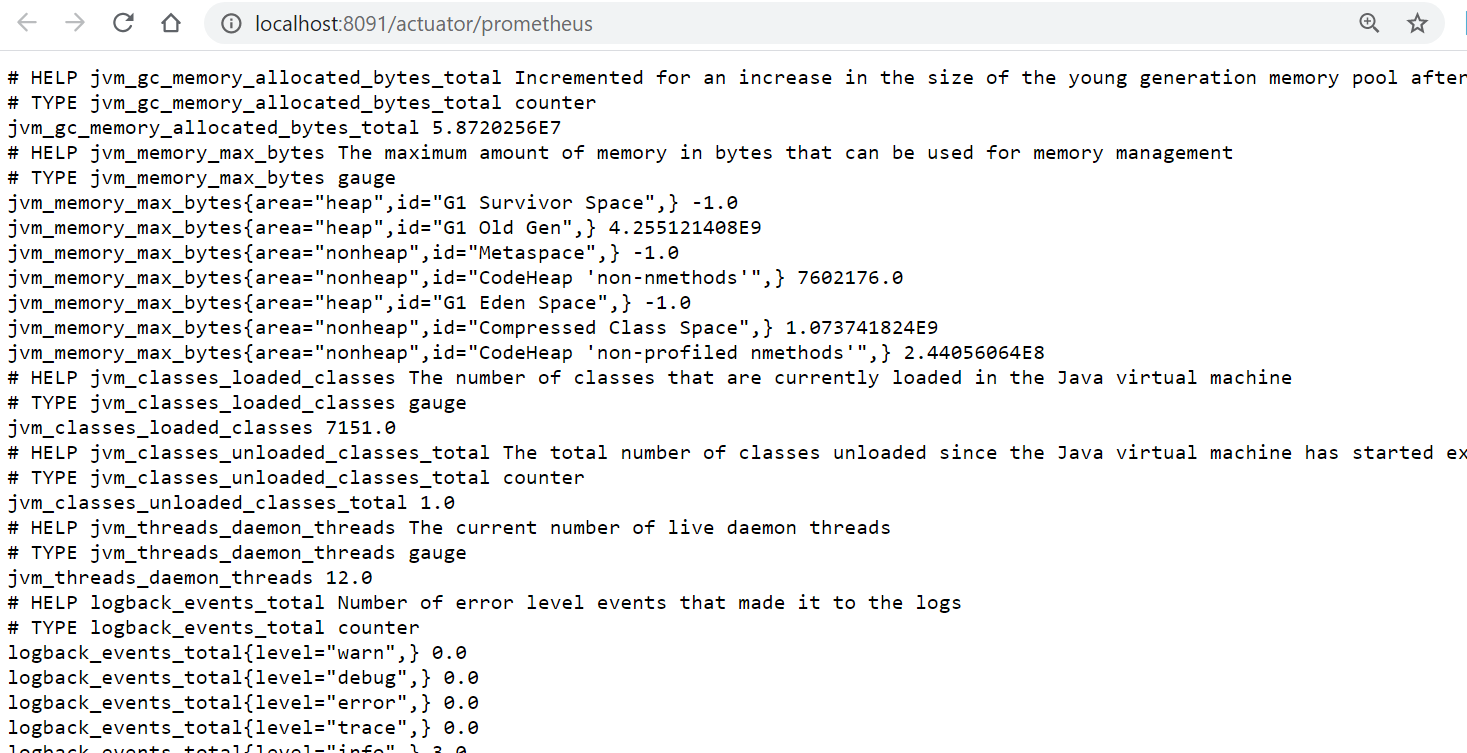 localhost:8091/actuator/prometheus
# HELP jvm_gc_memory_allocated_bytes_total Incremented for an increase in the size of the young generation memory pool after
# TYPE jvm_gc_memory_allocated_bytes_total counter
jvm_gc_memory_allocated_bytes_total 5.8720256E7
# HELP jvm_memory_max_bytes The maximum amount of memory in bytes that can be used for memory management
# TYPE jvm_memory_max_bytes gauge
jvm_memory_max_bytes{area="heap",id="G1 Survivor Space",} -1.0
jvm_memory_max_bytes{area="heap",id="G1 Old Gen",} 4.255121408E9
jvm_memory_max_bytes{area="nonheap",id="Metaspace",} -1.0
jvm_memory_max_bytes{area="nonheap",id="CodeHeap 'non-nmethods'",} 7602176.0
jvm_memory_max_bytes{area="heap",id="G1 Eden Space",} -1.0
jvm_memory_max_bytes{area="nonheap",id="Compressed Class Space",} 1.073741824E9
jvm_memory_max_bytes{area="nonheap",id="CodeHeap 'non-profiled nmethods'",} 2.44056064E8
# HELP jvm_classes_loaded_classes The number of classes that are currently loaded in the Java virtual machine
# TYPE jvm_classes_loaded_classes gauge
jvm_classes_loaded_classes 7151.0
# HELP jvm_classes_unloaded_classes_total The total number of classes unloaded since the Java virtual machine has started ex
# TYPE jvm_classes_unloaded_classes_total counter
jvm_classes_unloaded_classes_total 1.0
# HELP jvm_threads_daemon_threads The current number of live daemon threads
# TYPE jvm_threads_daemon_threads gauge
jvm_threads_daemon_threads 12.0
# HELP logback_events_total Number of error level events that made it to the logs
# TYPE logback_events_total counter
logback_events_total{level="warn",} 0.0
logback_events_total{level="debug",} 0.0
logback_events_total{level="error",} 0.0
logback_events_total{level="trace",} 0.0
logback_events_total{level="info",} 3.0